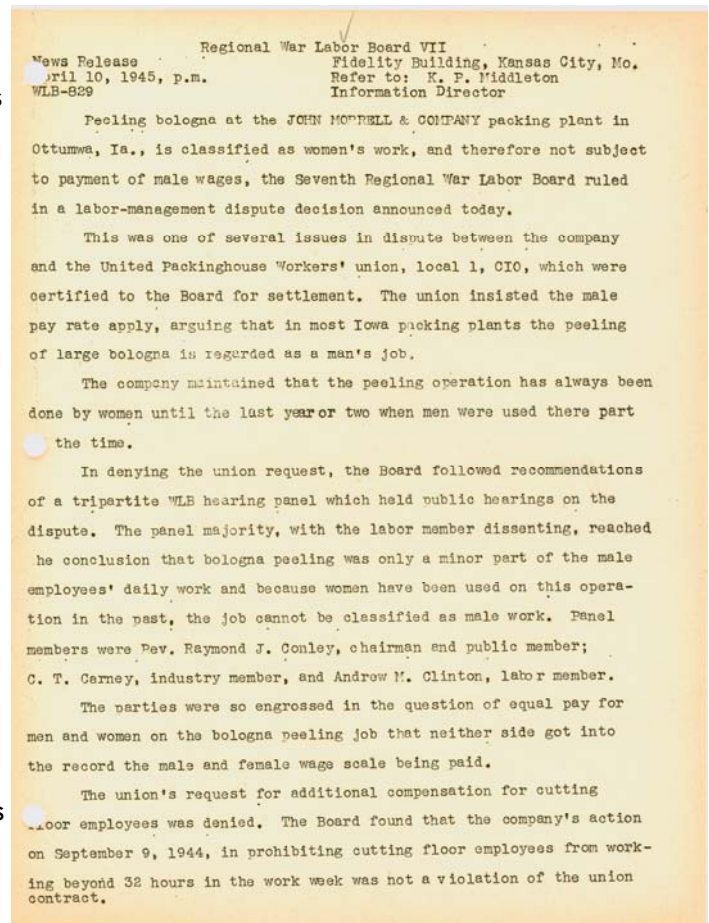 Regional War Labor Board VII
News Release Fidelity Building, Kansas City, Mo.
April 10, 1945, p.m. Refer to: K. P. Middleton
WLB-829 Information Director
s
Peeling bologna at the JOHN MORRELL & COMPANY packing plant in
Ottumwa, Ia., is classified as women's work, and therefore not subject
to payment of male wages, the Seventh Regional War Labor Board ruled
in a labor-management dispute decision announced today.
This was one of several issues in dispute between the company
and the United Packinghouse Workers' union, local 1, CIO, which were
certified to the Board for settlement. The union insisted the male
pay rate apply, arguing that in most Iowa packing plants the peeling
of large bologna is regarded as a man's job.
The company maintained that the peeling operation has always been
done by women until the last year or two when men were used there part
the time.
In denying the union request, the Board followed recommendations
of a tripartite WLB hearing panel which held public hearings on the
dispute. The panel majority, with the labor member dissenting, reached
he conclusion that bologna peeling was only a minor part of the male
employees' daily work and because women have been used on this opera-
tion in the past, the job cannot be classified as male work. Panel
members were Rev. Raymond J. Conley, chairman and public member;
C. T. Carney, industry member, and Andrew M. Clinton, labor member.
The parties were so engrossed in the question of equal pay for
men and women on the bologna peeling job that neither side got into
the record the male and female wage scale being paid.
The union's request for additional compensation for cutting
s
floor employees was denied. The Board found that the company's action
on September 9, 1944, in prohibiting cutting floor employees from work-
ing beyond 32 hours in the work week was not a violation of the union
contract.